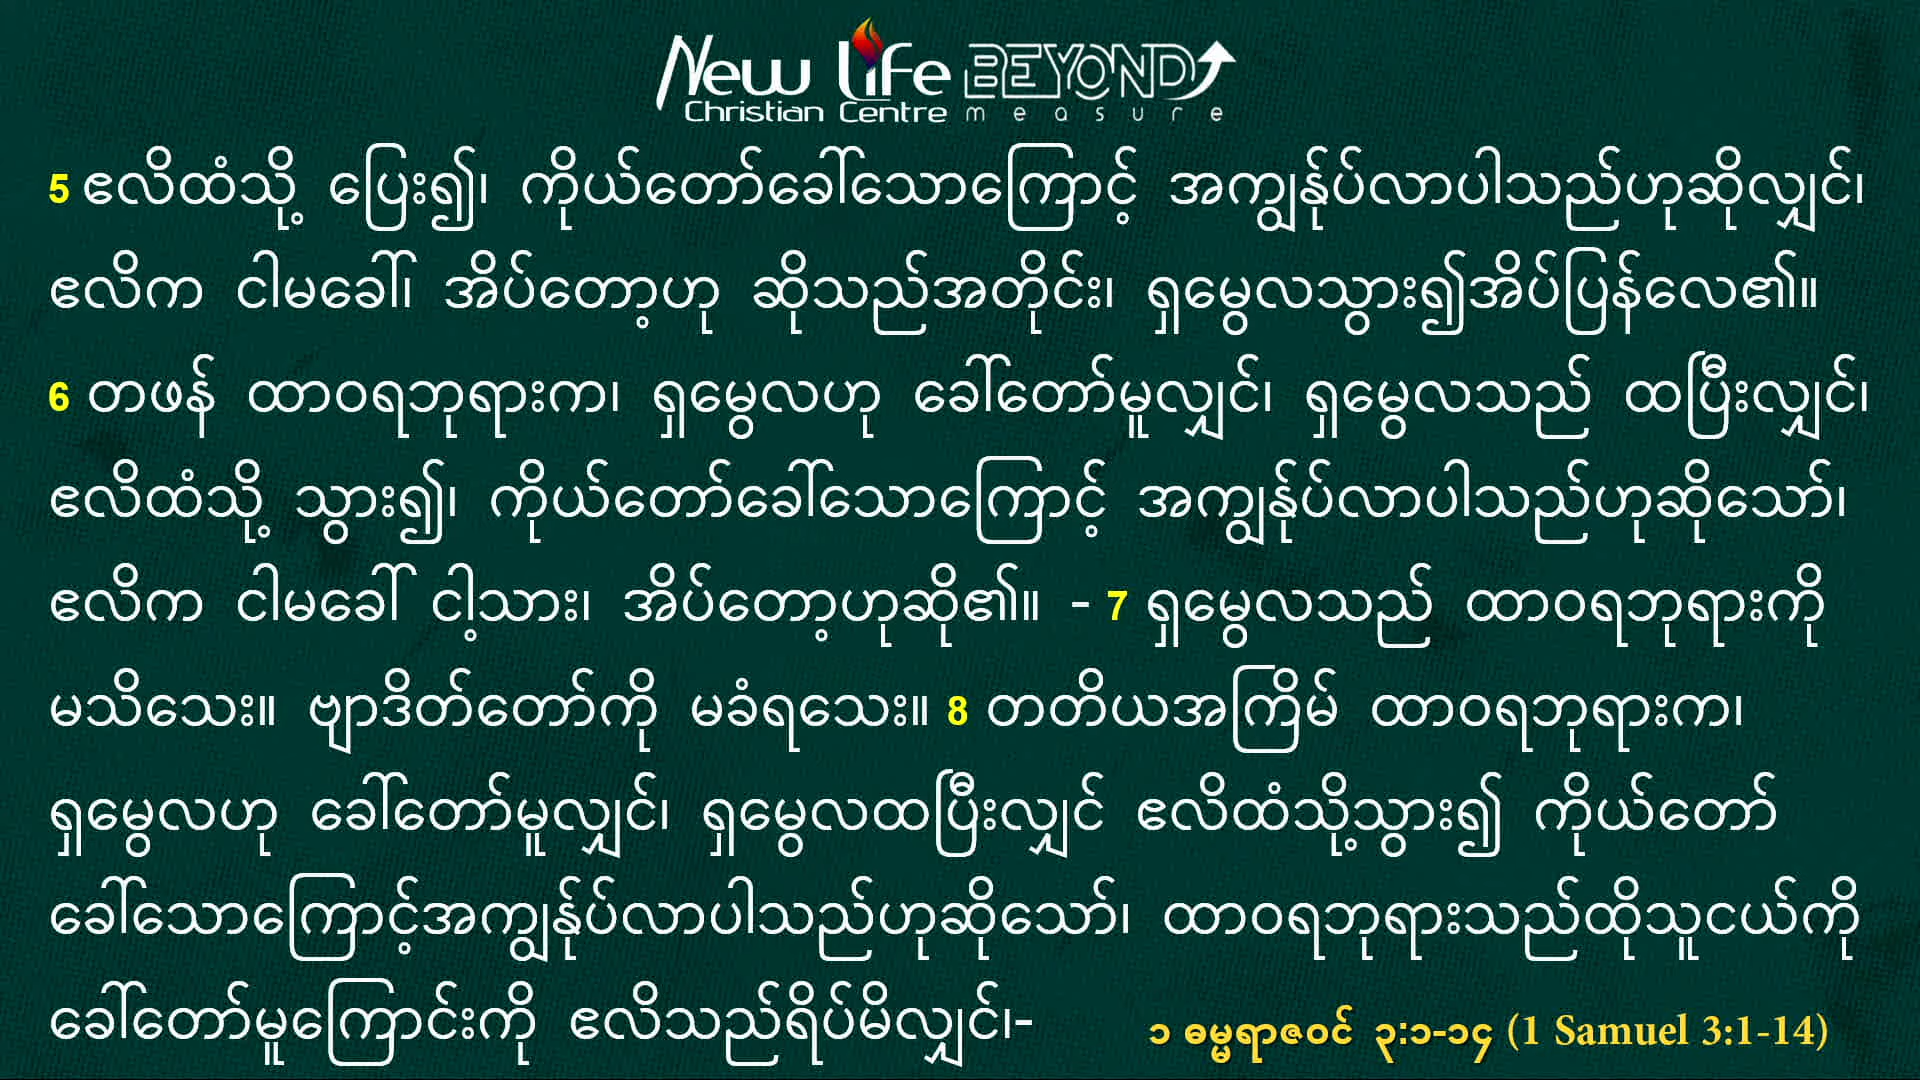 New Life BEYOND
Christian Centre measure
5 ဧလိထံသို့ ပြေး၍၊ ကိုယ်တော်ခေါ်သောကြောင့် အကျွန်ုပ်လာပါသည်ဟုဆိုလျှင်၊
ဧလိက ငါမခေါ်၊ အိပ်တော့ဟု ဆိုသည်အတိုင်း၊ ရှမွေလသွား၍အိပ်ပြန်လေ၏။
6 တဖန် ထာဝရဘုရားက၊ ရှမွေလဟု ခေါ်တော်မူလျှင်၊ ရှမွေလသည် ထပြီးလျှင်၊
ဧလိထံသို့ သွား၍၊ ကိုယ်တော်ခေါ်သောကြောင့် အကျွန်ုပ်လာပါသည်ဟုဆိုသော်၊
ဧလိက ငါမခေါ် ငါ့သား၊ အိပ်တော့ဟုဆို၏။ - 7 ရှမွေလသည် ထာဝရဘုရားကို
မသိသေး။ ဗျာဒိတ်တော်ကို မခံရသေး။ 8 တတိယအကြိမ် ထာဝရဘုရားက၊
ရှမွေလဟု ခေါ်တော်မူလျှင်၊ ရှမွေလထပြီးလျှင် ဧလိထံသို့သွား၍ ကိုယ်တော်
ခေါ်သောကြောင့်အကျွန်ုပ်လာပါသည်ဟုဆိုသော်၊ ထာဝရဘုရားသည်ထိုသူငယ်ကို
ခေါ်တော်မူကြောင်းကို ဧလိသည်ရိပ်မိလျှင်၊-
၁ ဓမ္မရာဇဝင် ၃:၁-၁၄ (1 Samuel 3:1-14)